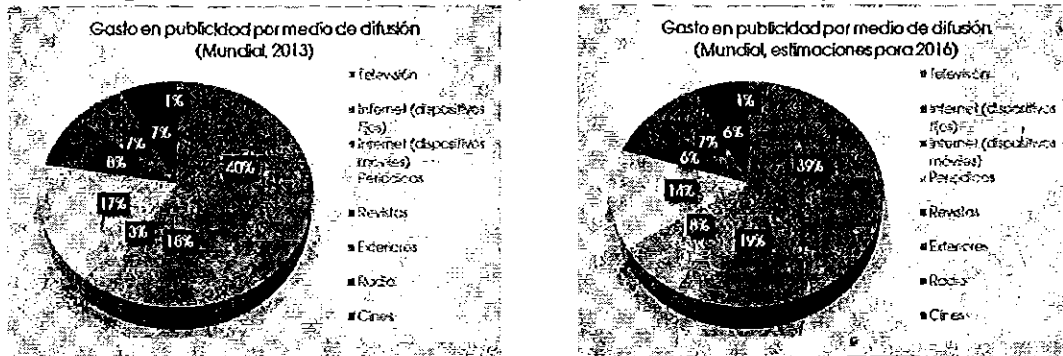 Gasto en publicidad por medio de difusión
(Mundial, 2013)
Televisión
Internet (dispositivos
fijos)
Internet (dispositivos
móviles)
Periódicos
Revistas
Exteriores
Radio
Cines
1%
7%
7%
8%
17%
3%
18%
40%
Gasto en publicidad por medio de difusión
(Mundial, estimaciones para 2016)
Televisión
Internet (dispositivos
fijos)
Internet (dispositivos
móviles)
Periódicos
Revistas
Exteriores
Radio
Cines
1%
6%
7%
6%
14%
8%
19%
39%